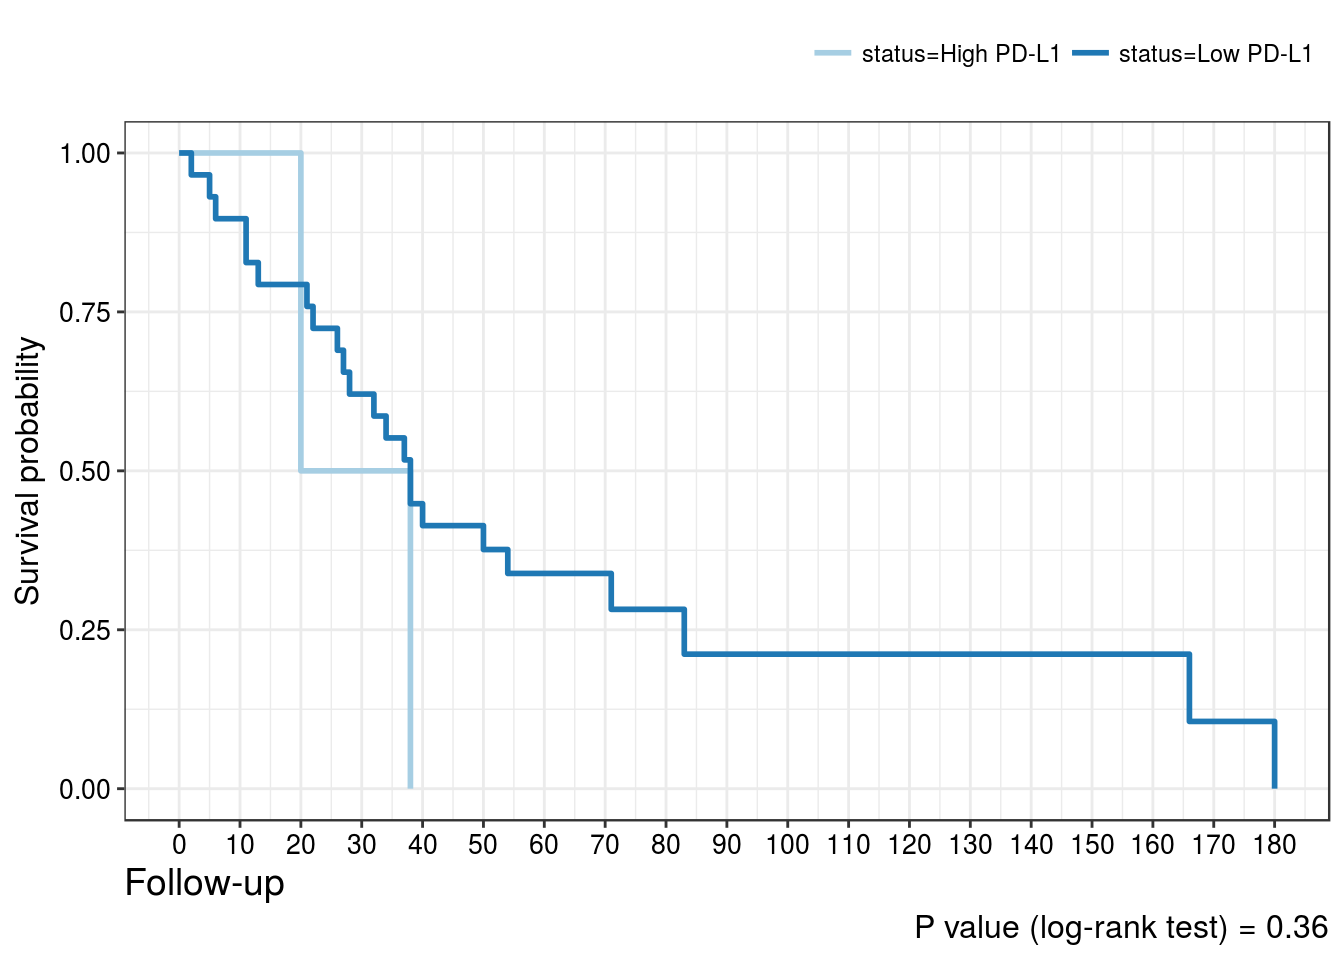 status=High PD-L1 status=Low PD-L1
1.00
0.75
0.50
0.25
0.00
Survival probability
0 10 20 30 40 50 60 70 80 90 100 110 120 130 140 150 160 170 180
Follow-up
P value (log-rank test) = 0.36